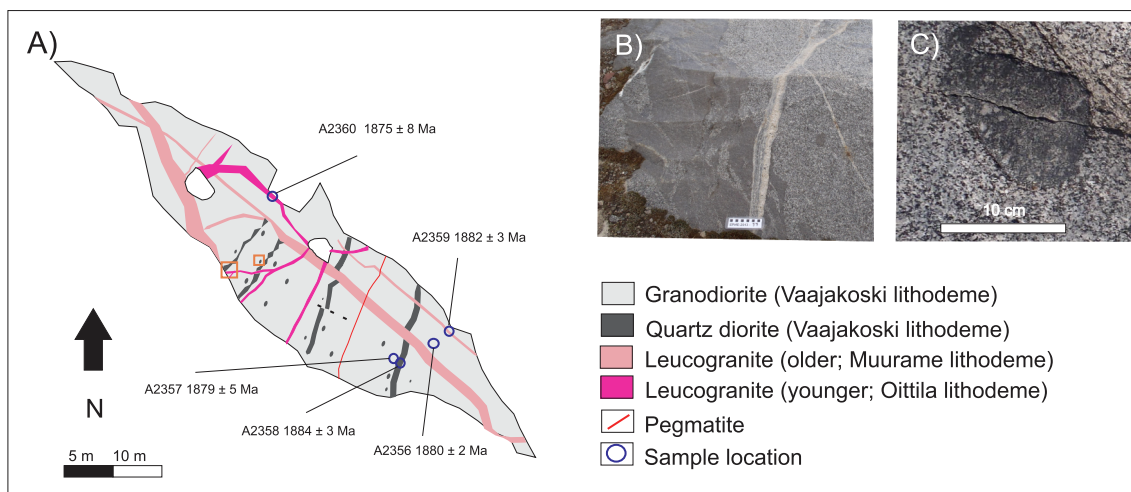 A)
A2360 1875 ± 8 Ma
A2359 1882 ± 3 Ma
A2357 1879 ± 5 Ma
A2358 1884 ± 3 Ma
A2356 1880 ± 2 Ma
N
5 m 10 m
B)
C)
10 cm
Granodiorite (Vaajakoski lithodeme)
Quartz diorite (Vaajakoski lithodeme)
Leucogranite (older; Muurame lithodeme)
Leucogranite (younger; Oittila lithodeme)
Pegmatite
Sample location